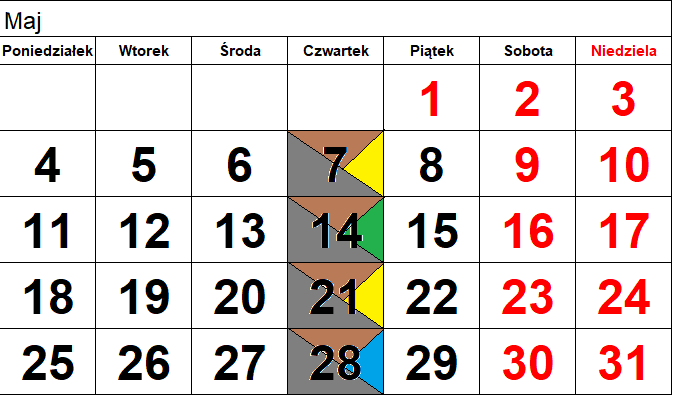 Maj
Poniedziałek Wtorek Środa Czwartek Piątek Sobota Niedziela
1 2 3
4 5 6 7 8 9 10
11 12 13 14 15 16 17
18 19 20 21 22 23 24
25 26 27 28 29 30 31